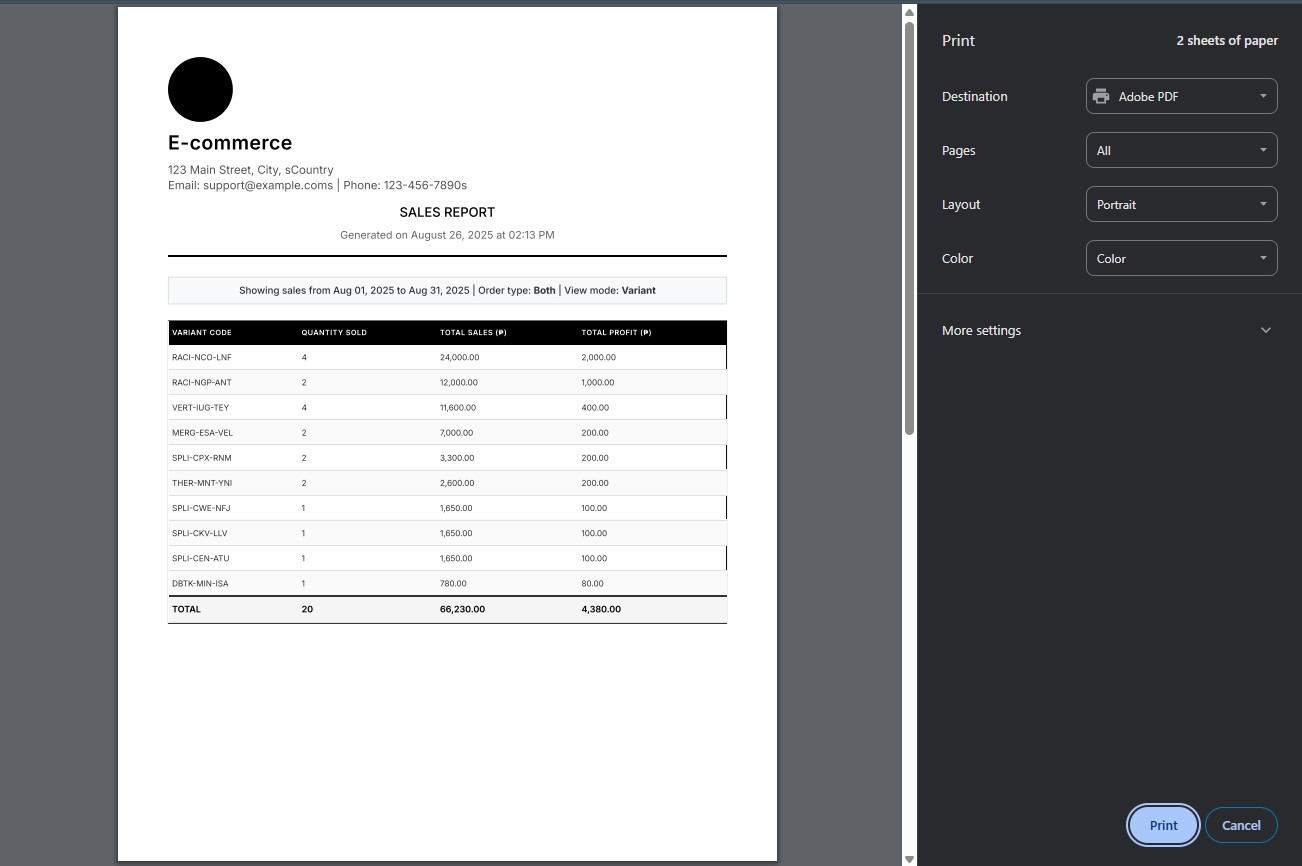 Print
2 sheets of paper
Destination
Adobe PDF
Pages
All
Layout
Portrait
Color
Color
More settings
Print
Cancel
E-commerce
123 Main Street, City, sCountry
Email: support@example.coms | Phone: 123-456-7890s
SALES REPORT
Generated on August 26, 2025 at 02:13 PM
Showing sales from Aug 01, 2025 to Aug 31, 2025 | Order type: Both | View mode: Variant
VARIANT CODE QUANTITY SOLD TOTAL SALES (₱) TOTAL PROFIT (₱)
RACI-NCO-LNF 4 24,000.00 2,000.00
RACI-NGP-ANT 2 12,000.00 1,000.00
VERT-IUG-TEY 4 11,600.00 400.00
MERG-ESA-VEL 2 7,000.00 200.00
SPLI-CPX-RNM 2 3,300.00 200.00
THER-MNT-YNI 2 2,600.00 200.00
SPLI-CWE-NFJ 1 1,650.00 100.00
SPLI-CKV-LLV 1 1,650.00 100.00
SPLI-CEN-ATU 1 1,650.00 100.00
DBTK-MIN-ISA 1 780.00 80.00
TOTAL 20 66,230.00 4,380.00